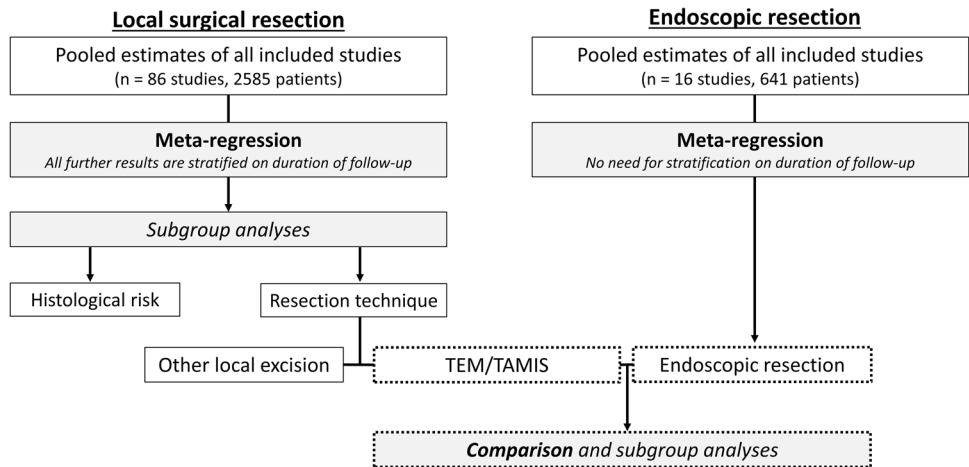 Local surgical resection
Pooled estimates of all included studies
(n = 86 studies, 2585 patients)
Meta-regression
All further results are stratified on duration of follow-up
Subgroup analyses
Histological risk
Resection technique
Other local excision
TEM/TAMIS
Endoscopic resection
Pooled estimates of all included studies
(n = 16 studies, 641 patients)
Meta-regression
No need for stratification on duration of follow-up
Endoscopic resection
Comparison and subgroup analyses